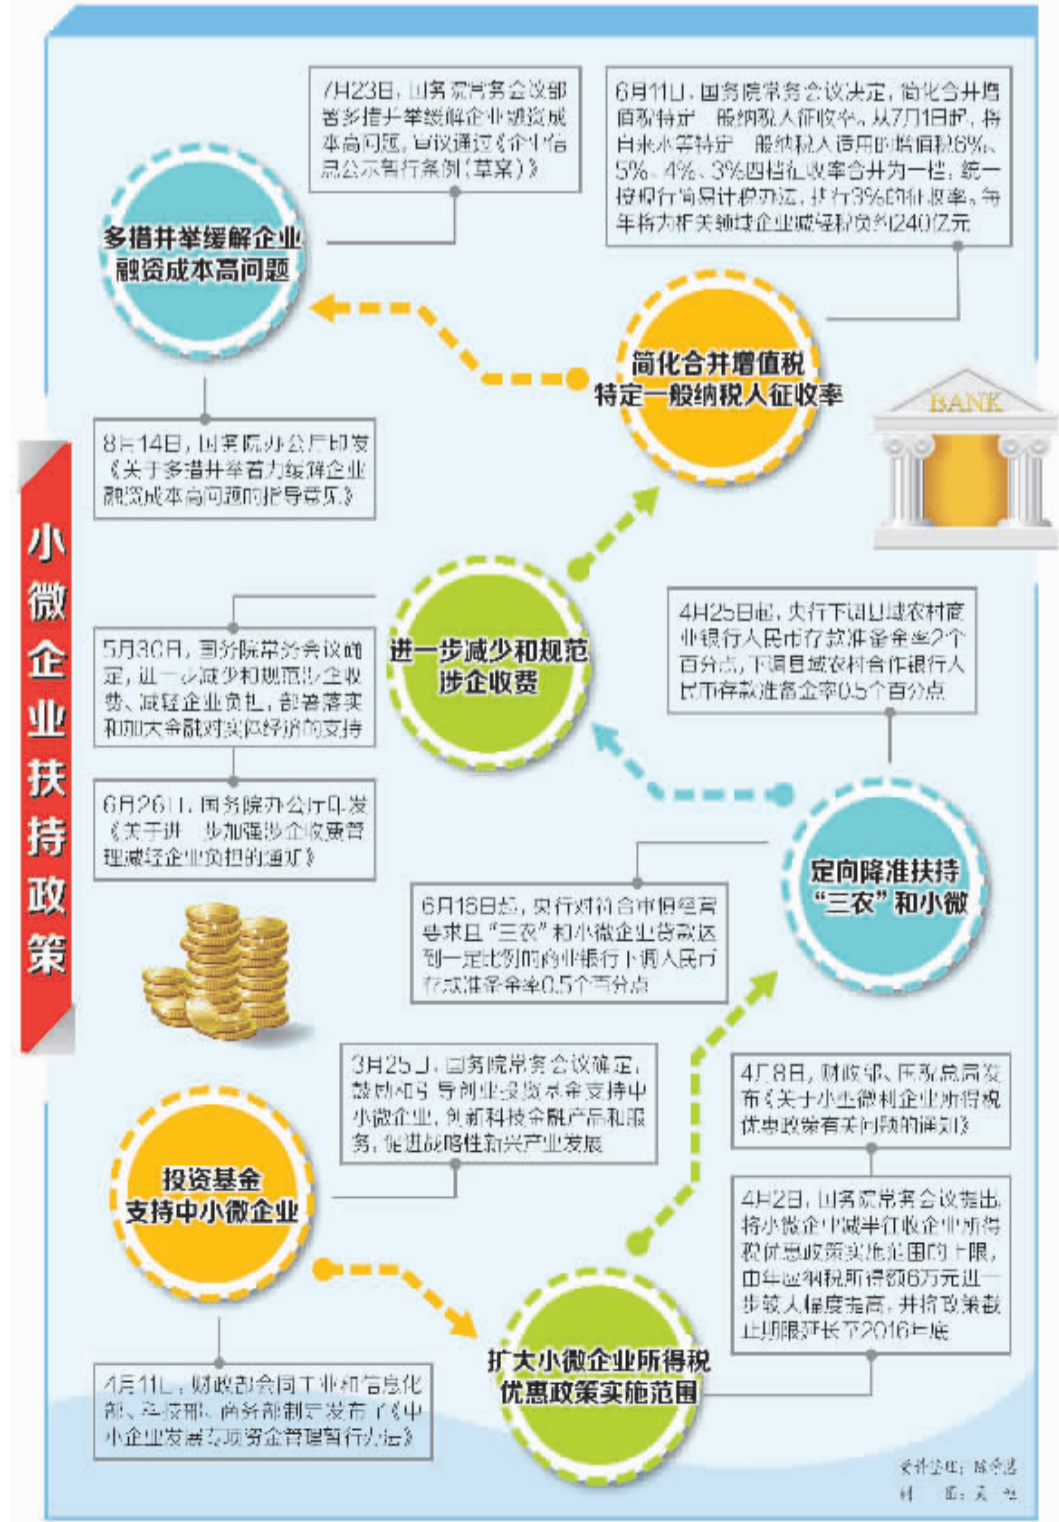 小微企业扶持政策
7月23日，国务院常务会议部
署多措并举缓解企业融资成
本高问题，审议通过《企业信
息公示暂行条例（草案）》
6月11日，国务院常务会议决定，简化合并增
值税特定一般纳税人征收率。从7月1日起，将
自来水等特定一般纳税人适用的增值税6%、
5%、4%、3%四档征收率合并为一档，统一
按现行简易计税办法，执行3%的征收率。每
年将为相关领域企业减轻税负约240亿元
多措并举缓解企业
融资成本高问题
简化合并增值税
特定一般纳税人征收率
BANK
8月14日，国务院办公厅印发
《关于多措并举着力缓解企业
融资成本高问题的指导意见》
进一步减少和规范
涉企收费
4月25日起，央行下调县域农村商
业银行人民币存款准备金率2个
百分点，下调县域农村合作银行人
民币存款准备金率0.5个百分点
5月30日，国务院常务会议确
定，进一步减少和规范涉企收
费、减轻企业负担，部署落实
和加大金融对实体经济的支持
6月26日，国务院办公厅印发
《关于进一步加强涉企收费管
理减轻企业负担的通知》
定向降准扶持
“三农”和小微
6月16日起，央行对符合审慎经营
要求且“三农”和小微企业贷款达
到一定比例的商业银行下调人民币
存款准备金率0.5个百分点
3月25日，国务院常务会议确定，
鼓励和引导创业投资基金支持中
小微企业，创新科技金融产品和服
务，促进战略性新兴产业发展
4月8日，财政部、国税总局发
布《关于小型微利企业所得税
优惠政策有关问题的通知》
投资基金
支持中小微企业
4月2日，国务院常务会议提出，
将小微企业减半征收企业所得
税优惠政策实施范围的上限，
由年应纳税所得额6万元进一
步较大幅度提高，并将政策截
止期限延长至2016年底
扩大小微企业所得税
优惠政策实施范围
4月11日，财政部会同工业和信息化
部、科技部、商务部制定发布了《中
小企业发展专项资金管理暂行办法》
资料整理：
制 图：